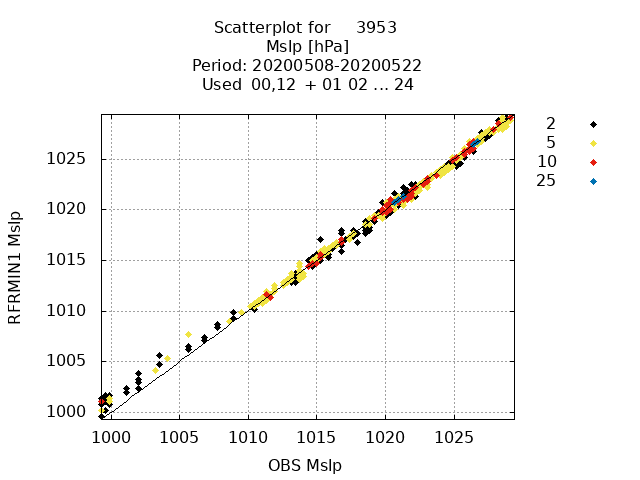 Scatterplot for 3953
Mslp [hPa]
Period: 20200508-20200522
Used 00,12 + 01 02 ... 24
2
5
10
25
RFRMIN1 Mslp
1025
1020
1015
1010
1005
1000
1000 1005 1010 1015 1020 1025
OBS Mslp